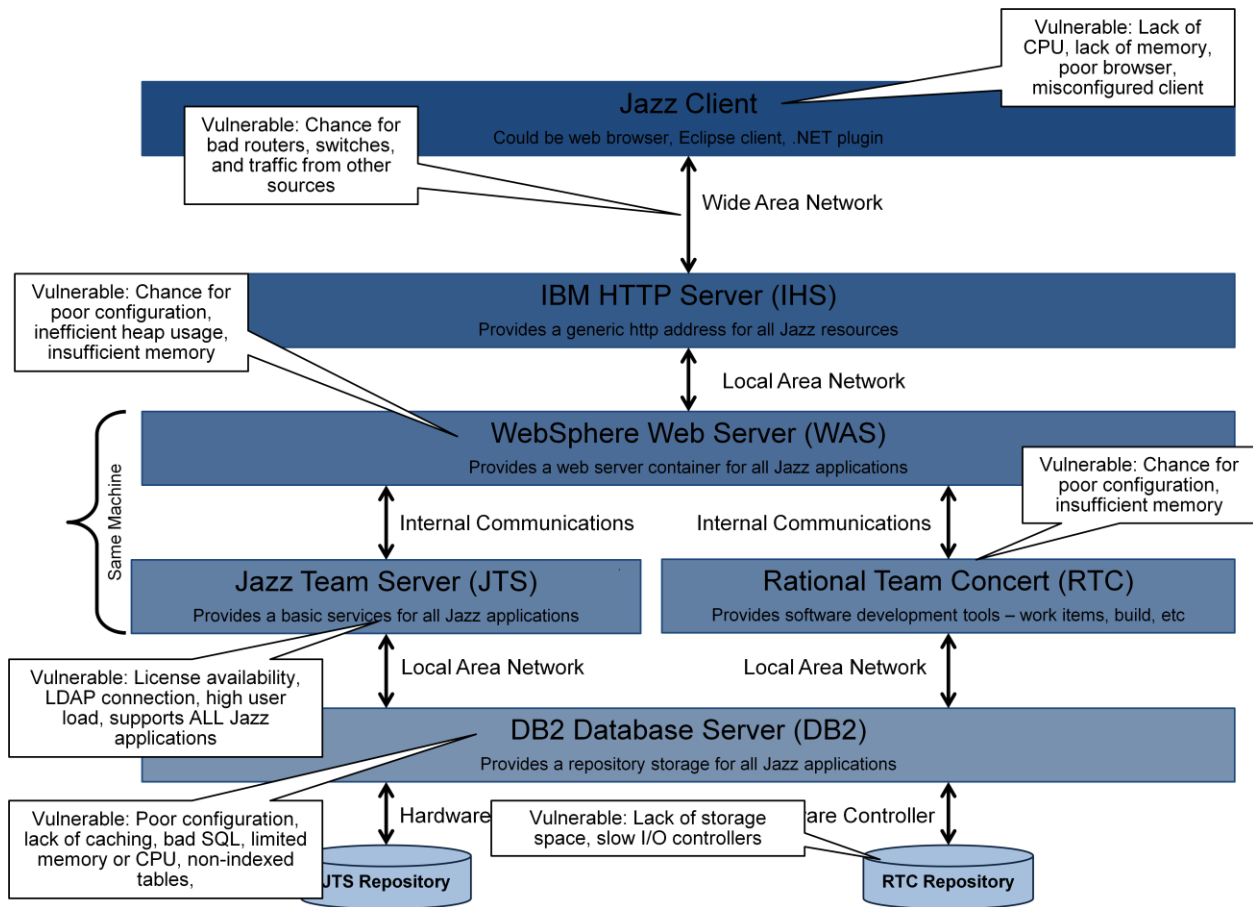 Vulnerable: Lack of
CPU, lack of memory,
poor browser,
misconfigured client
Jazz Client
Could be web browser, Eclipse client, .NET plugin
Vulnerable: Chance for
bad routers, switches,
and traffic from other
sources
Wide Area Network
IBM HTTP Server (IHS)
Provides a generic http address for all Jazz resources
Vulnerable: Chance for
poor configuration,
inefficient heap usage,
insufficient memory
Local Area Network
Same Machine
WebSphere Web Server (WAS)
Provides a web server container for all Jazz applications
Vulnerable: Chance for
poor configuration,
insufficient memory
Internal Communications
Internal Communications
Jazz Team Server (JTS)
Provides a basic services for all Jazz applications
Rational Team Concert (RTC)
Provides software development tools – work items, build, etc
Vulnerable: License availability,
LDAP connection, high user
load, supports ALL Jazz
applications
Local Area Network
Local Area Network
DB2 Database Server (DB2)
Provides a repository storage for all Jazz applications
Vulnerable: Poor configuration,
lack of caching, bad SQL, limited
memory or CPU, non-indexed
tables,
Hardware
Vulnerable: Lack of storage
space, slow I/O controllers
are Controller
JTS Repository
RTC Repository